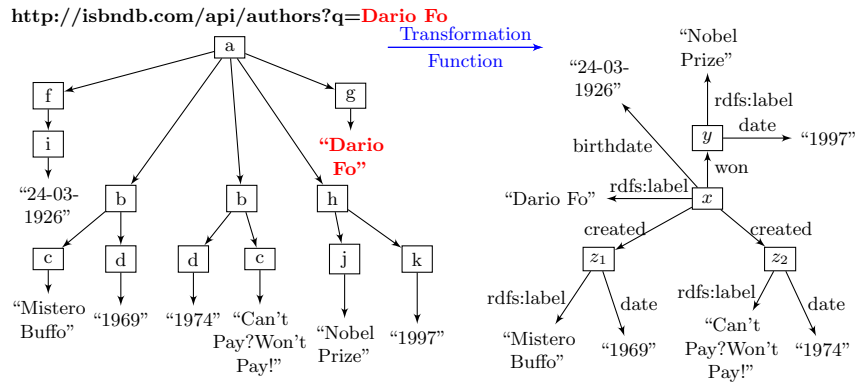 http://isbndb.com/api/authors?q=Dario Fo
Transformation
Function
a
f
g
i
“Dario
Fo”
“24-03-
1926”
b
b
h
c
d
d
c
j
k
“Mistero
Buffo”
“1969”
“1974”
“Can't
Pay?Won't
Pay!”
“Nobel
Prize”
“1997”
“Nobel
Prize”
“24-03-
1926”
rdfs:label
y
date
“1997”
birthdate
won
“Dario Fo”
rdfs:label
x
created
created
z1
z2
rdfs:label
date
rdfs:label
date
“Mistero
Buffo”
“1969”
“Can't
Pay?Won't
Pay!”
“1974”